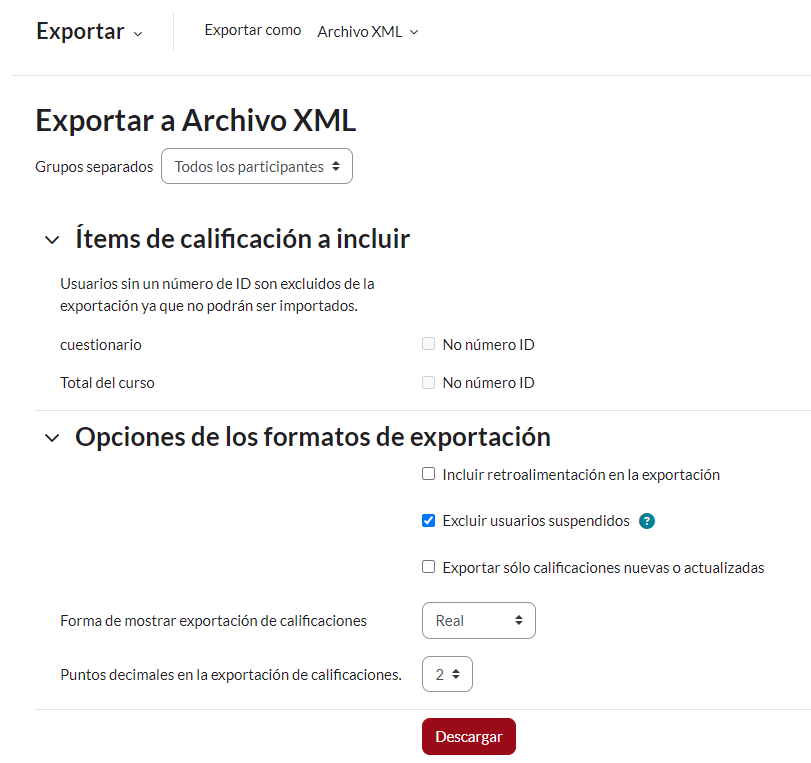 Exportar
Exportar como Archivo XML
Exportar a Archivo XML
Grupos separados Todos los participantes
Ítems de calificación a incluir
Usuarios sin un número de ID son excluidos de la
exportación ya que no podrán ser importados.
cuestionario No número ID
Total del curso No número ID
Opciones de los formatos de exportación
Incluir retroalimentación en la exportación
Excluir usuarios suspendidos ?
Exportar sólo calificaciones nuevas o actualizadas
Forma de mostrar exportación de calificaciones Real
Puntos decimales en la exportación de calificaciones. 2
Descargar